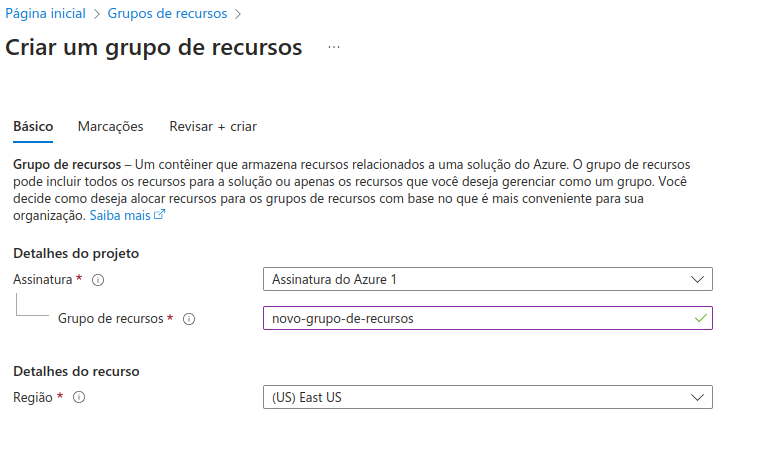 Página inicial > Grupos de recursos >
Criar um grupo de recursos ...
Básico Marcações Revisar + criar
Grupo de recursos – Um contêiner que armazena recursos relacionados a uma solução do Azure. O grupo de recursos
pode incluir todos os recursos para a solução ou apenas os recursos que você deseja gerenciar como um grupo. Você
decide como deseja alocar recursos para os grupos de recursos com base no que é mais conveniente para sua
organização. Saiba mais
Detalhes do projeto
Assinatura * Assinatura do Azure 1
Grupo de recursos * novo-grupo-de-recursos
Detalhes do recurso
Região * (US) East US